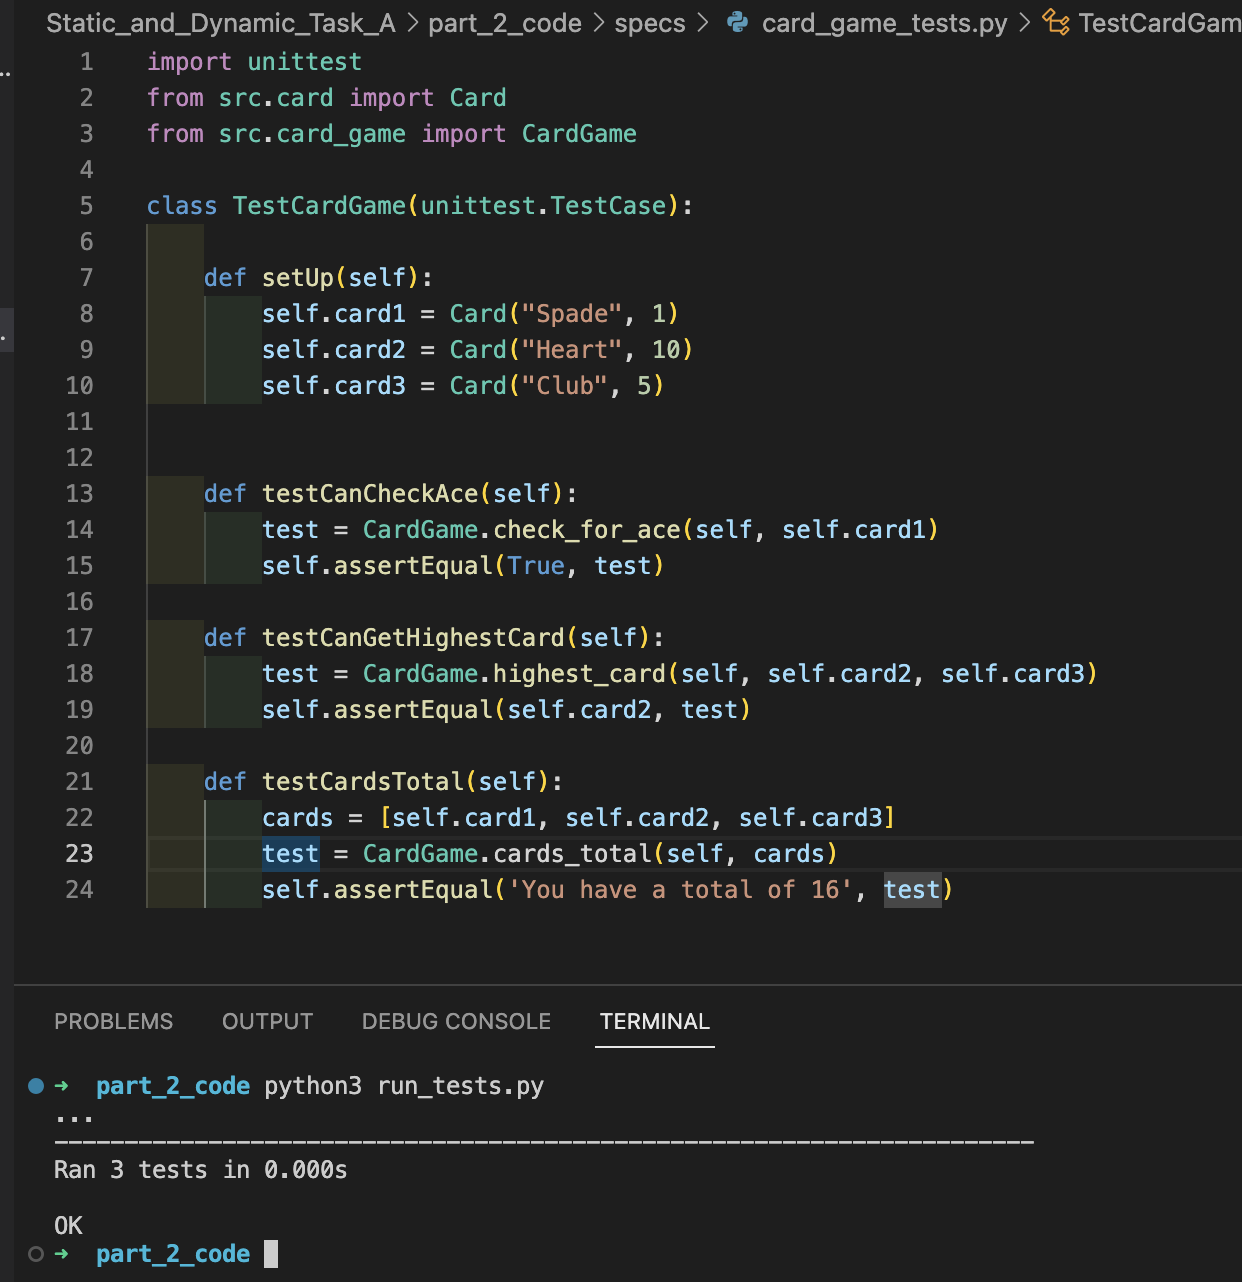 Static_and_Dynamic_Task_A > part_2_code > specs > card_game_tests.py > TestCardGam
1 import unittest
2 from src.card import Card
3 from src.card_game import CardGame
4
5 class TestCardGame(unittest.TestCase):
6
7 def setUp(self):
8 self.card1 = Card("Spade", 1)
9 self.card2 = Card("Heart", 10)
10 self.card3 = Card("Club", 5)
11
12
13 def testCanCheckAce(self):
14 test = CardGame.check_for_ace(self, self.card1)
15 self.assertEqual(True, test)
16
17 def testCanGetHighestCard(self):
18 test = CardGame.highest_card(self, self.card2, self.card3)
19 self.assertEqual(self.card2, test)
20
21 def testCardsTotal(self):
22 cards = [self.card1, self.card2, self.card3]
23 test = CardGame.cards_total(self, cards)
24 self.assertEqual('You have a total of 16', test)
PROBLEMS OUTPUT DEBUG CONSOLE TERMINAL
→ part_2_code python3 run_tests.py
...
----------------------------------------------------------------------
Ran 3 tests in 0.000s
OK
→ part_2_code